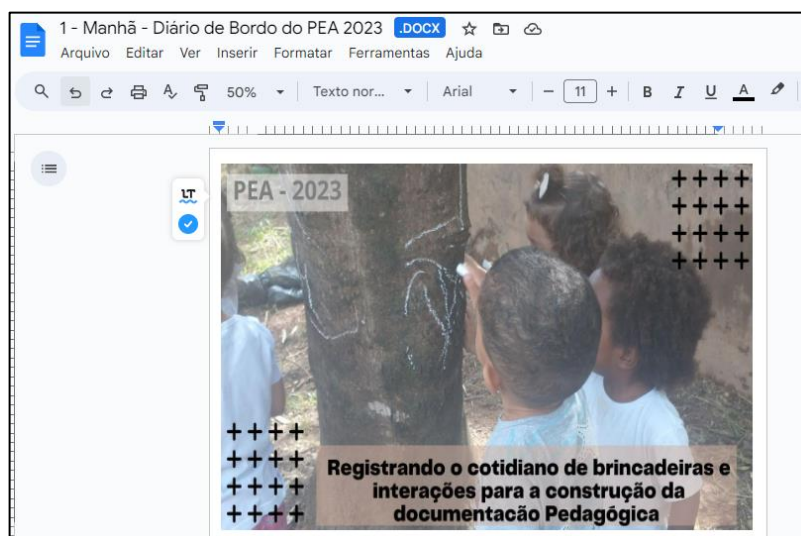 1 - Manhã - Diário de Bordo do PEA 2023 .DOCX
Arquivo Editar Ver Inserir Formatar Ferramentas Ajuda
50% Texto nor... Arial − 11 + B I U A
LT
PEA - 2023
Registrando o cotidiano de brincadeiras e
interações para a construção da
documentacão Pedagógica